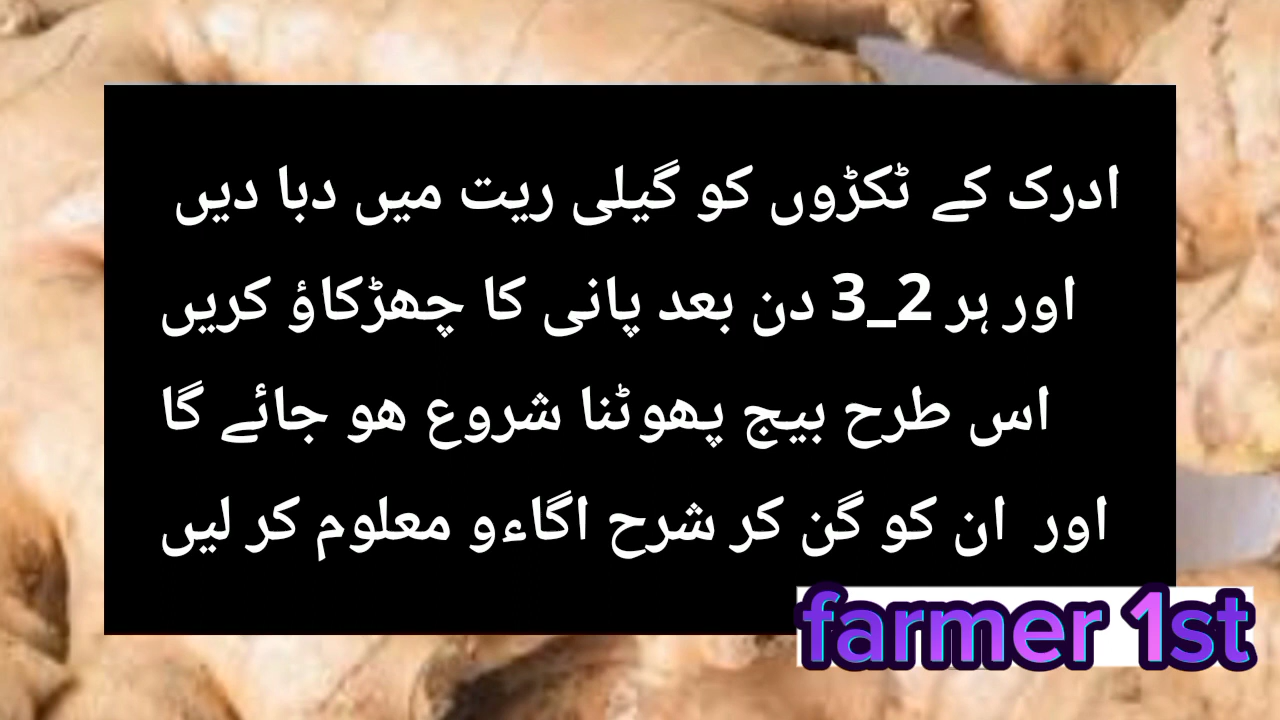 ادرک کے ٹکڑوں کو گیلی ریت میں دبا دیں
اور ہر 2_3 دن بعد پانی کا چھڑکاؤ کریں
اس طرح بیج پھوٹنا شروع ھو جائے گا
اور ان کو گن کر شرح اگاءو معلوم کر لیں
farmer 1st